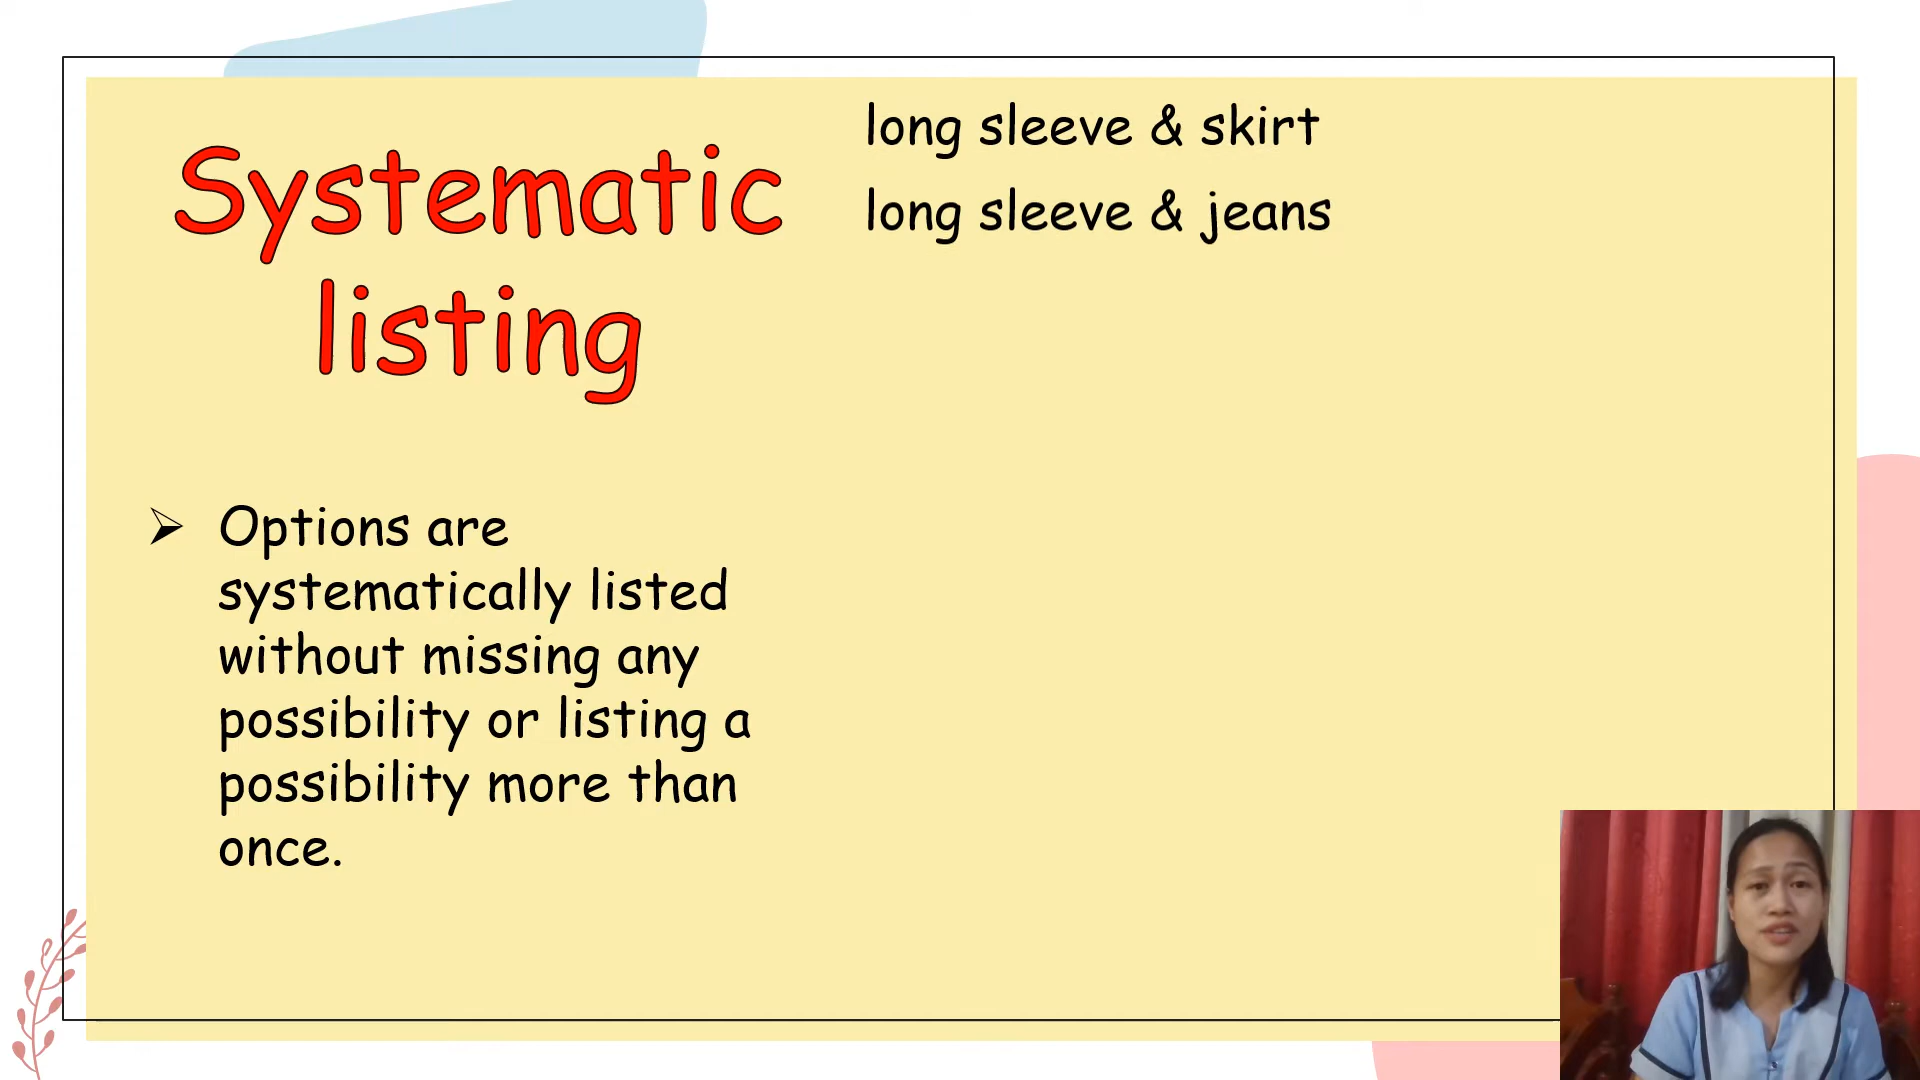 Systematic
listing
Options are
systematically listed
without missing any
possibility or listing a
possibility more than
once.
long sleeve & skirt
long sleeve & jeans